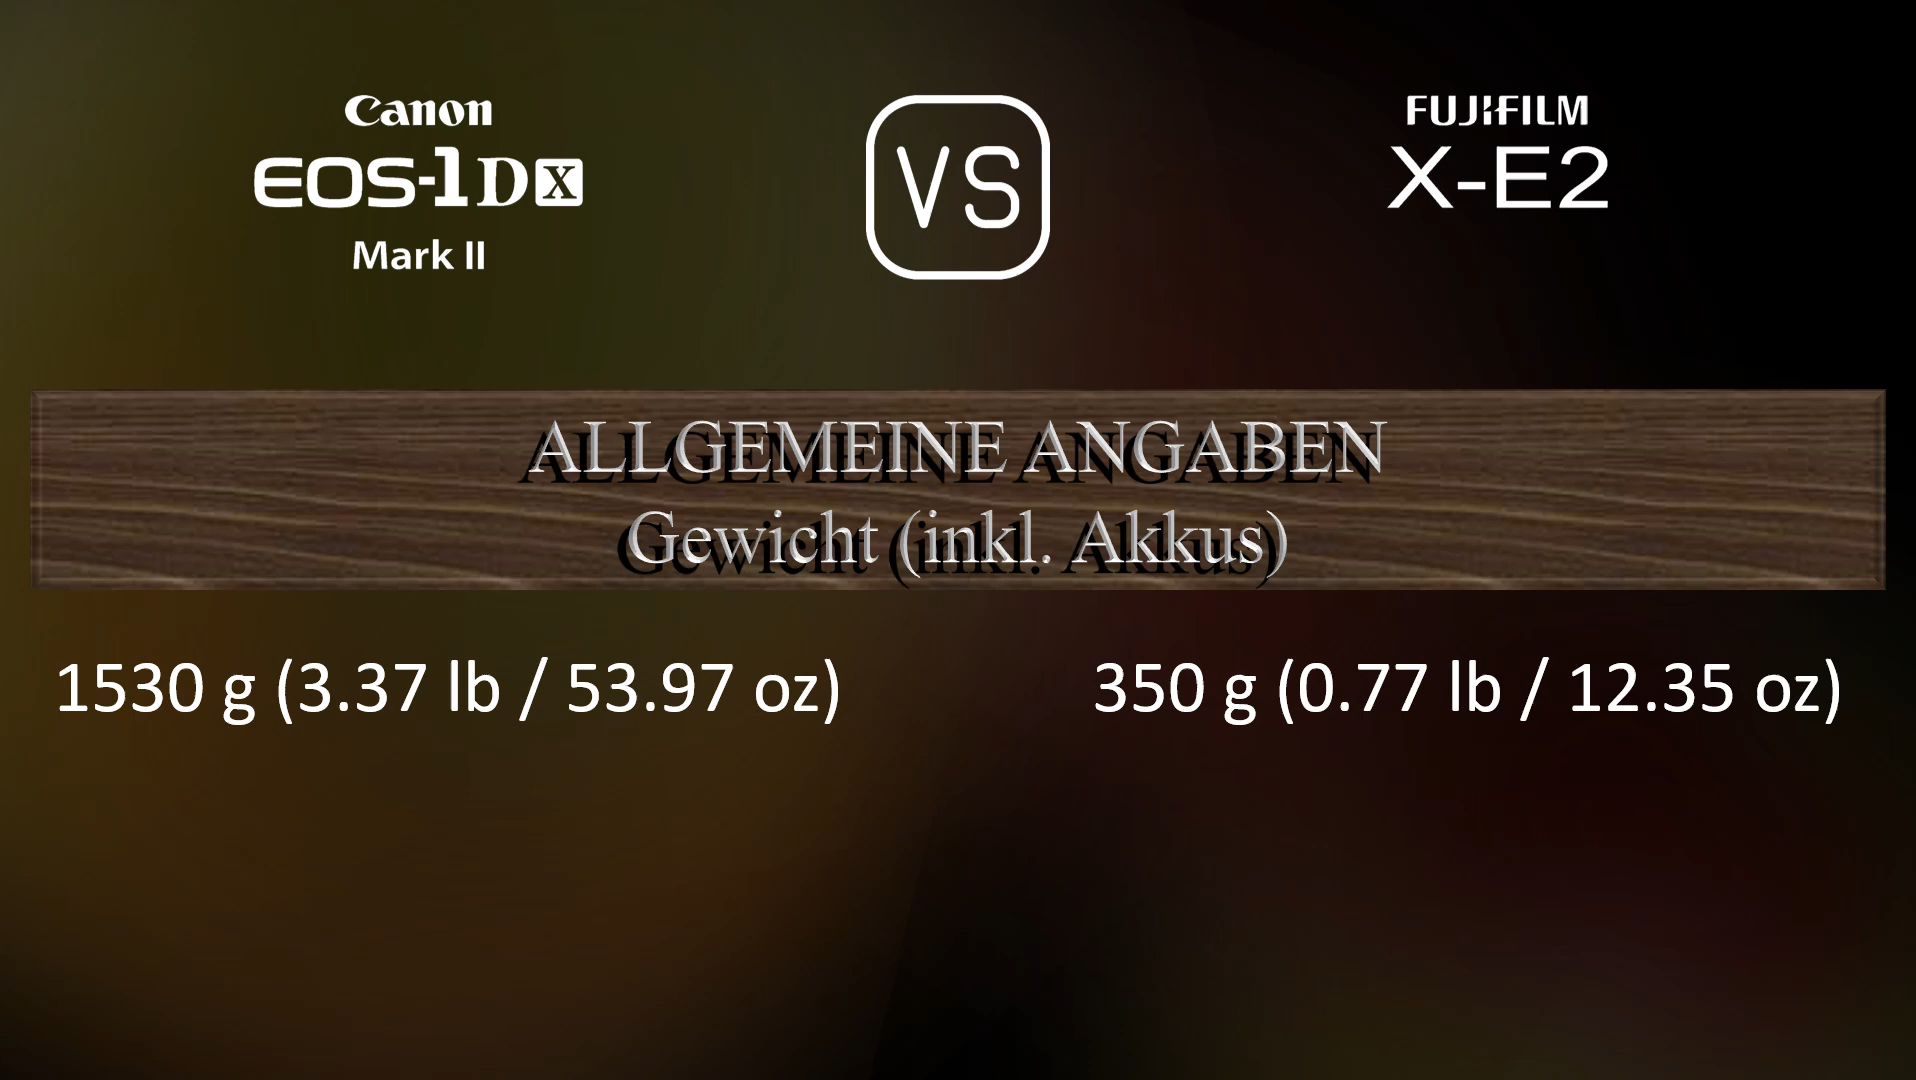 Canon
EOS-1DX
Mark II
VS
FUJIFILM
X-E2
ALLGEMEINE ANGABEN
Gewicht (inkl. Akkus)
1530 g (3.37 lb / 53.97 oz)
350 g (0.77 lb / 12.35 oz)